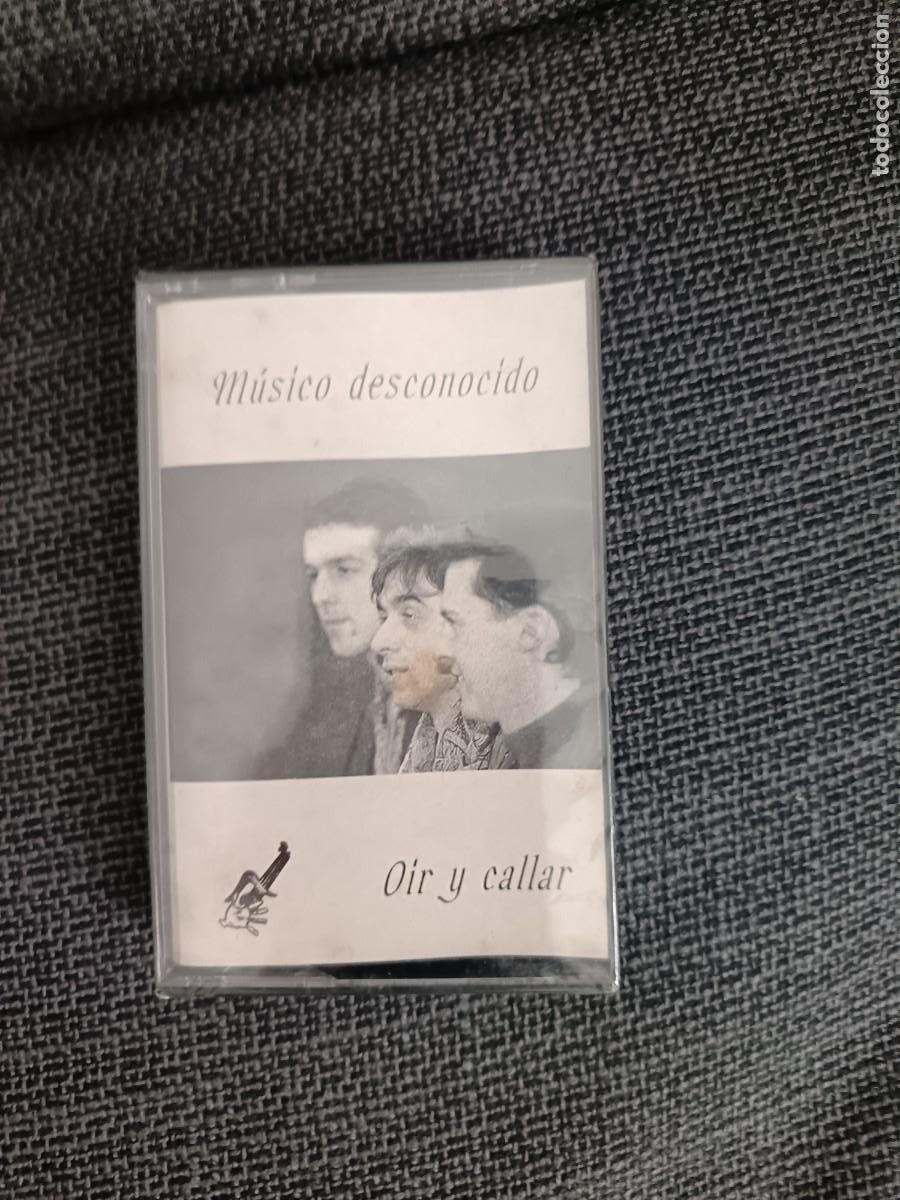 todocoleccion
Músico desconocido
Oir y callar